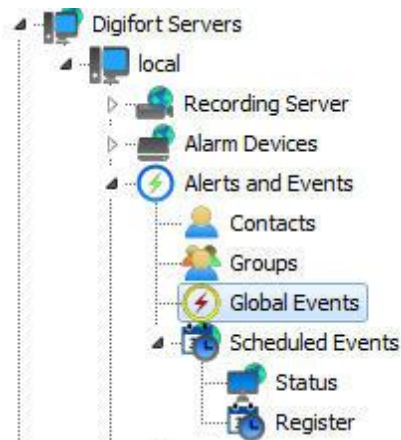 Digifort Servers
local
Recording Server
Alarm Devices
Alerts and Events
Contacts
Groups
Global Events
Scheduled Events
Status
Register